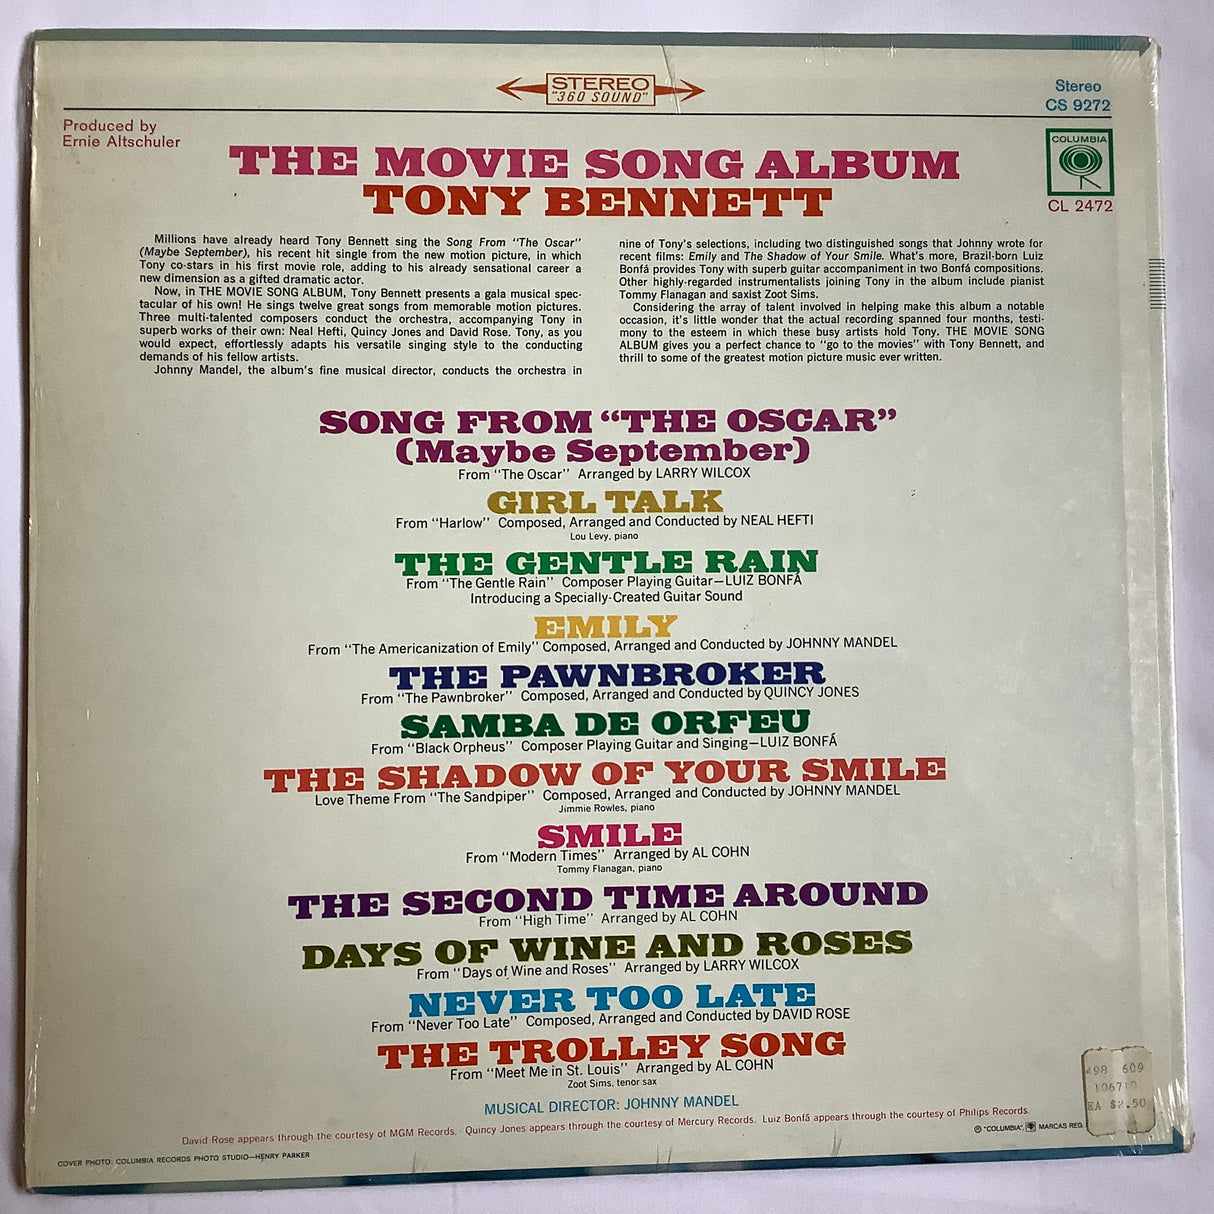 STEREO
"360 SOUND"
Stereo
CS 9272
Produced by
Ernie Altschuler
COLUMBIA
CL 2472
THE MOVIE SONG ALBUM
TONY BENNETT
Millions have already heard Tony Bennett sing the Song From "The Oscar"
(Maybe September), his recent hit single from the new motion picture, in which
Tony co-stars in his first movie role, adding to his already sensational career a
new dimension as a gifted dramatic actor.
Now, in THE MOVIE SONG ALBUM, Tony Bennett presents a gala musical spec-
tacular of his own! He sings twelve great songs from memorable motion pictures.
Three multi-talented composers conduct the orchestra, accompanying Tony in
superb works of their own: Neal Hefti, Quincy Jones and David Rose. Tony, as you
would expect, effortlessly adapts his versatile singing style to the conducting
demands of his fellow artists.
Johnny Mandel, the album's fine musical director, conducts the orchestra in
nine of Tony's selections, including two distinguished songs that Johnny wrote for
recent films: Emily and The Shadow of Your Smile. What's more, Brazil-born Luiz
Bonfá provides Tony with superb guitar accompaniment in two Bonfá compositions.
Other highly-regarded instrumentalists joining Tony in the album include pianist
Tommy Flanagan and saxist Zoot Sims.
Considering the array of talent involved in helping make this album a notable
occasion, it's little wonder that the actual recording spanned four months, testi-
mony to the esteem in which these busy artists hold Tony. THE MOVIE SONG
ALBUM gives you a perfect chance to "go to the movies" with Tony Bennett, and
thrill to some of the greatest motion picture music ever written.
SONG FROM "THE OSCAR"
(Maybe September)
From "The Oscar" Arranged by LARRY WILCOX
GIRL TALK
From "Harlow" Composed, Arranged and Conducted by NEAL HEFTI
Lou Levy, piano
THE GENTLE RAIN
From "The Gentle Rain" Composer Playing Guitar—LUIZ BONFÁ
Introducing a Specially-Created Guitar Sound
EMILY
From "The Americanization of Emily" Composed, Arranged and Conducted by JOHNNY MANDEL
THE PAWNBROKER
From "The Pawnbroker" Composed, Arranged and Conducted by QUINCY JONES
SAMBA DE ORFEU
From "Black Orpheus" Composer Playing Guitar and Singing—LUIZ BONFÁ
THE SHADOW OF YOUR SMILE
Love Theme From "The Sandpiper" Composed, Arranged and Conducted by JOHNNY MANDEL
Jimmie Rowles, piano
SMILE
From "Modern Times" Arranged by AL COHN
Tommy Flanagan, piano
THE SECOND TIME AROUND
From "High Time" Arranged by AL COHN
DAYS OF WINE AND ROSES
From "Days of Wine and Roses" Arranged by LARRY WILCOX
NEVER TOO LATE
From "Never Too Late" Composed, Arranged and Conducted by DAVID ROSE
THE TROLLEY SONG
From "Meet Me in St. Louis" Arranged by AL COHN
Zoot Sims, tenor sax
MUSICAL DIRECTOR: JOHNNY MANDEL
David Rose appears through the courtesy of MGM Records. Quincy Jones appears through the courtesy of Mercury Records. Luiz Bonfá appears through the courtesy of Philips Records.
® "COLUMBIA", MARCAS REG.
COVER PHOTO: COLUMBIA RECORDS PHOTO STUDIO—HENRY PARKER
498 609
EA $2.50